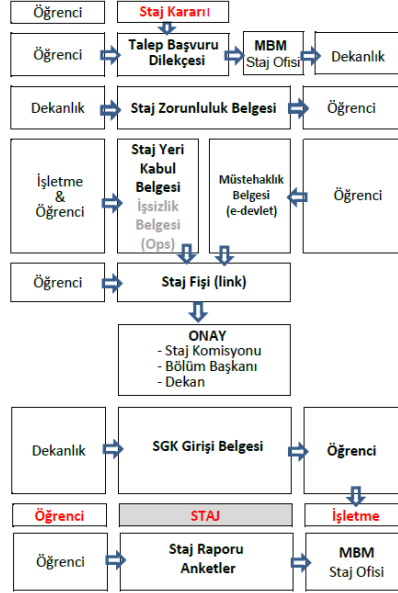 Öğrenci
Staj Kararıı
Öğrenci
Talep Başvuru
Dilekçesi
MBM
Staj Ofisi
Dekanlık
Dekanlık
Staj Zorunluluk Belgesi
Öğrenci
İşletme
&
Öğrenci
Staj Yeri
Kabul
Belgesi
İşsizlik
Belgesi
(Ops)
Müstehaklık
Belgesi
(e-devlet)
Öğrenci
Öğrenci
Staj Fişi (link)
ONAY
- Staj Komisyonu
- Bölüm Başkanı
- Dekan
Dekanlık
SGK Girişi Belgesi
Öğrenci
Öğrenci
STAJ
İşletme
Öğrenci
Staj Raporu
Anketler
MBM
Staj Ofisi